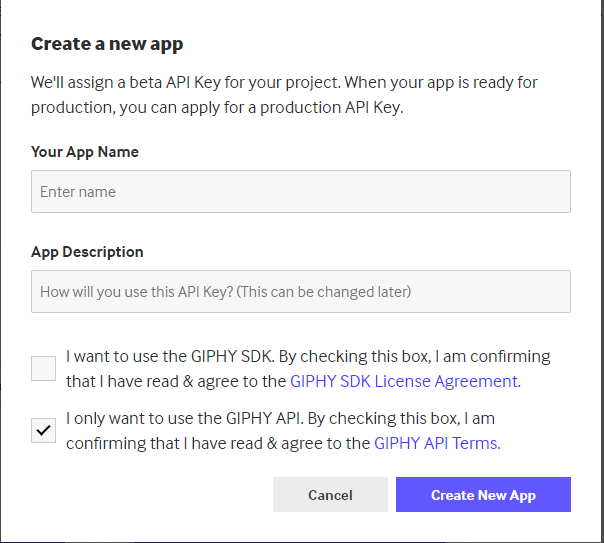 Create a new app
We'll assign a beta API Key for your project. When your app is ready for
production, you can apply for a production API Key.
Your App Name
Enter name
App Description
How will you use this API Key? (This can be changed later)
I want to use the GIPHY SDK. By checking this box, I am confirming
that I have read & agree to the GIPHY SDK License Agreement.
I only want to use the GIPHY API. By checking this box, I am
confirming that I have read & agree to the GIPHY API Terms.
Cancel
Create New App